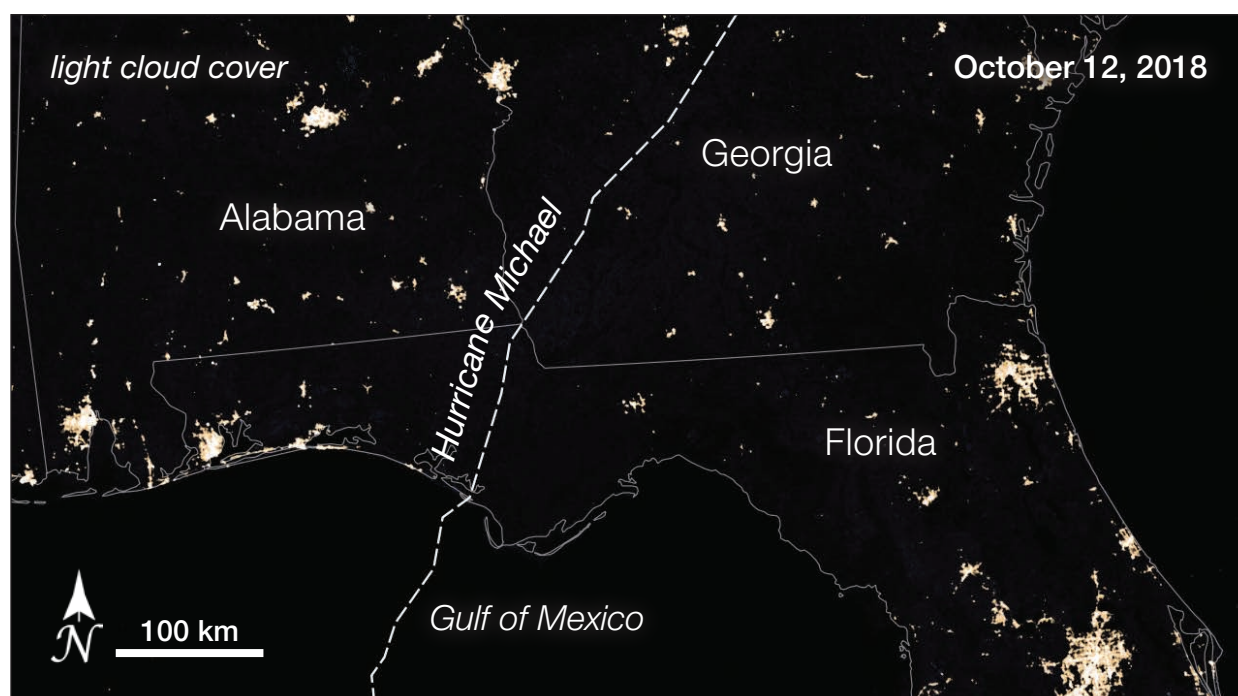 light cloud cover
October 12, 2018
Georgia
Alabama
Hurricane Michael
Florida
Gulf of Mexico
N
100 km